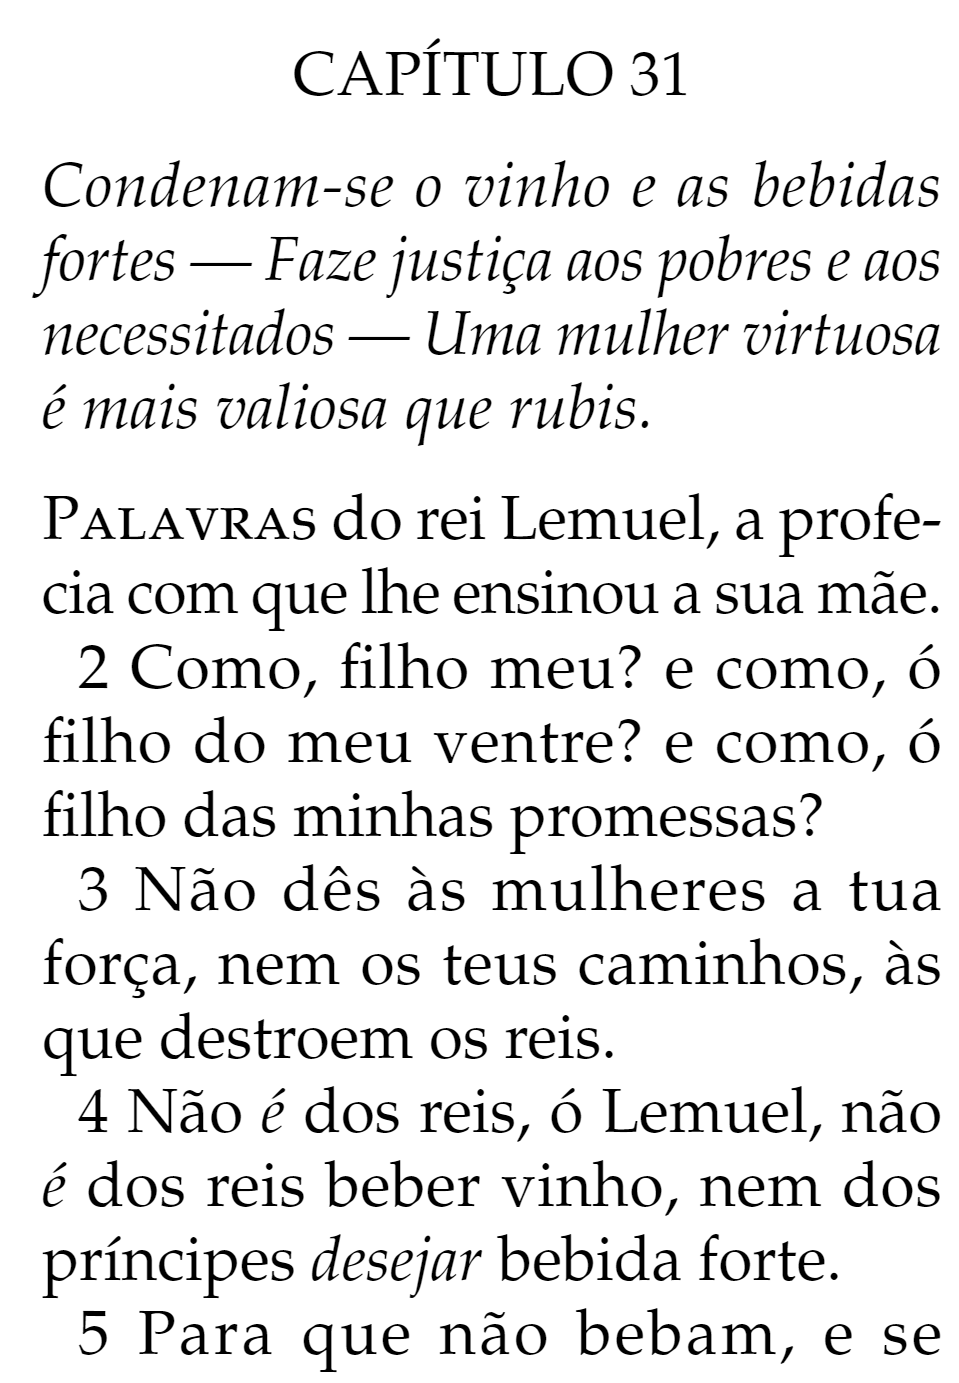 CAPÍTULO 31
Condenam-se o vinho e as bebidas
fortes — Faze justiça aos pobres e aos
necessitados — Uma mulher virtuosa
é mais valiosa que rubis.
PALAVRAS do rei Lemuel, a profe-
cia com que lhe ensinou a sua mãe.
2 Como, filho meu? e como, ó
filho do meu ventre? e como, ó
filho das minhas promessas?
3 Não dês às mulheres a tua
força, nem os teus caminhos, às
que destroem os reis.
4 Não é dos reis, ó Lemuel, não
é dos reis beber vinho, nem dos
príncipes desejar bebida forte.
5 Para que não bebam, e se